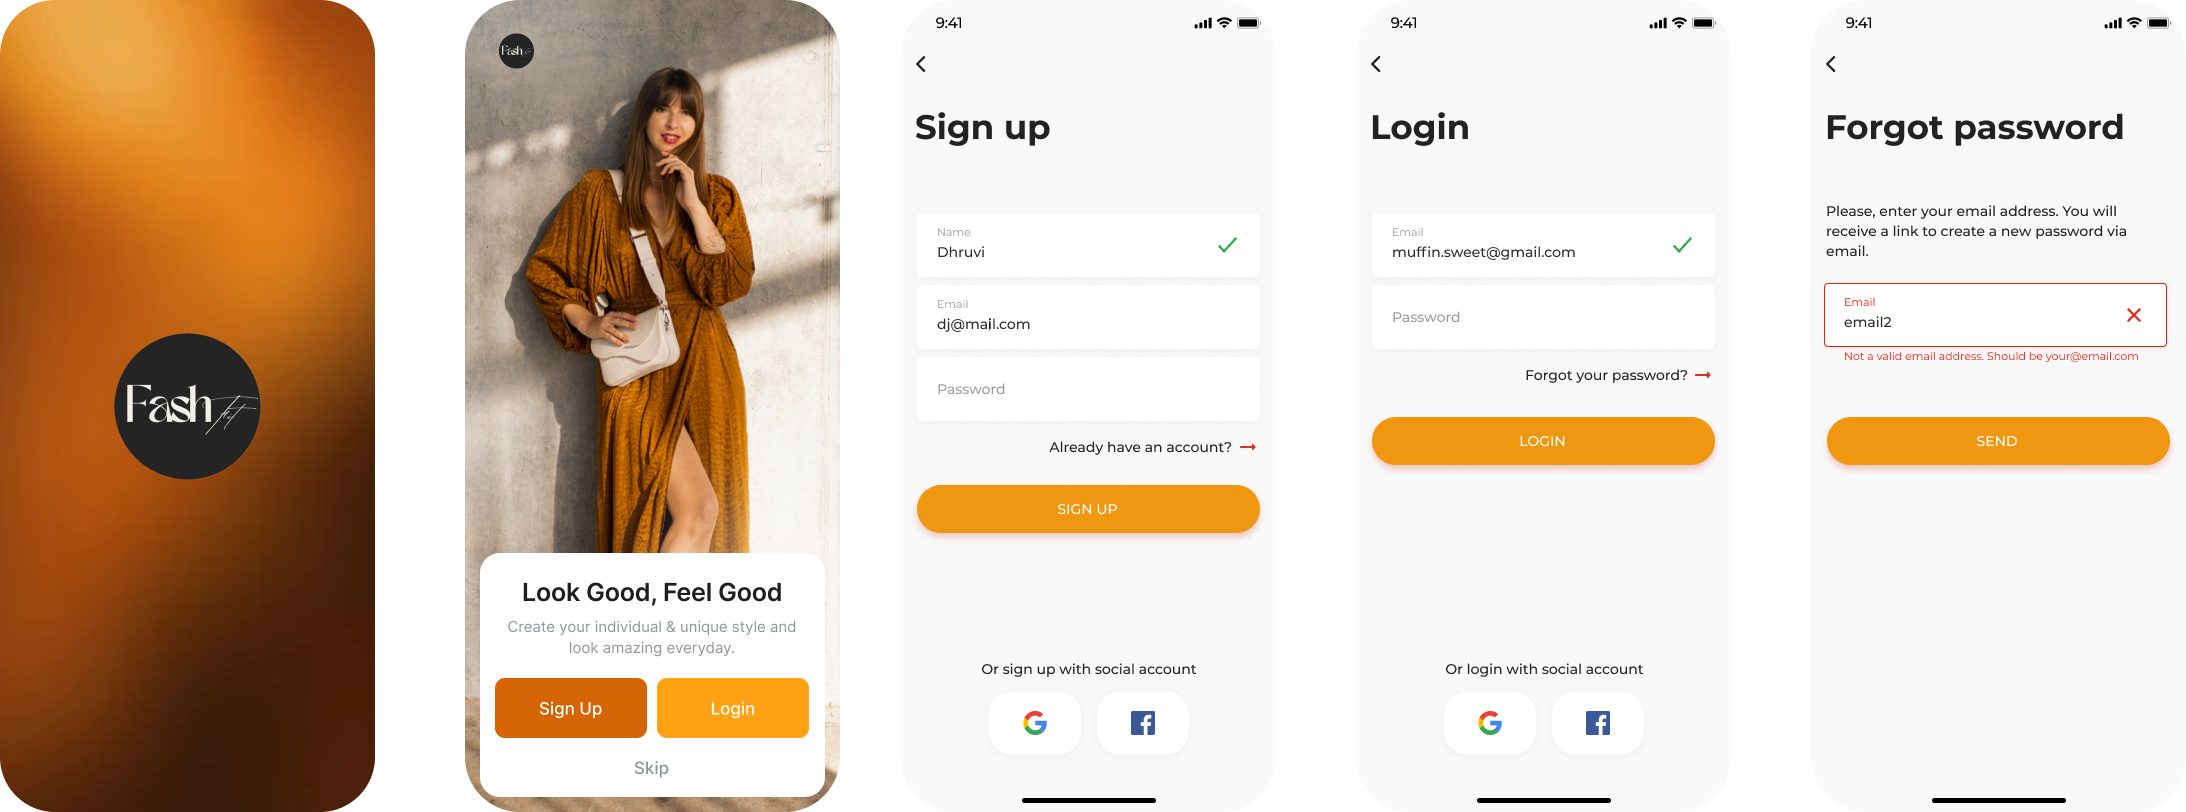 Fash fit
Fash
Look Good, Feel Good
Create your individual & unique style and
look amazing everyday.
Sign Up
Login
Skip
9:41
Sign up
Name
Dhruvi
Email
dj@mail.com
Password
Already have an account?
SIGN UP
Or sign up with social account
9:41
Login
Email
muffin.sweet@gmail.com
Password
Forgot your password?
LOGIN
Or login with social account
9:41
Forgot password
Please, enter your email address. You will
receive a link to create a new password via
email.
Email
email2
Not a valid email address. Should be your@email.com
SEND